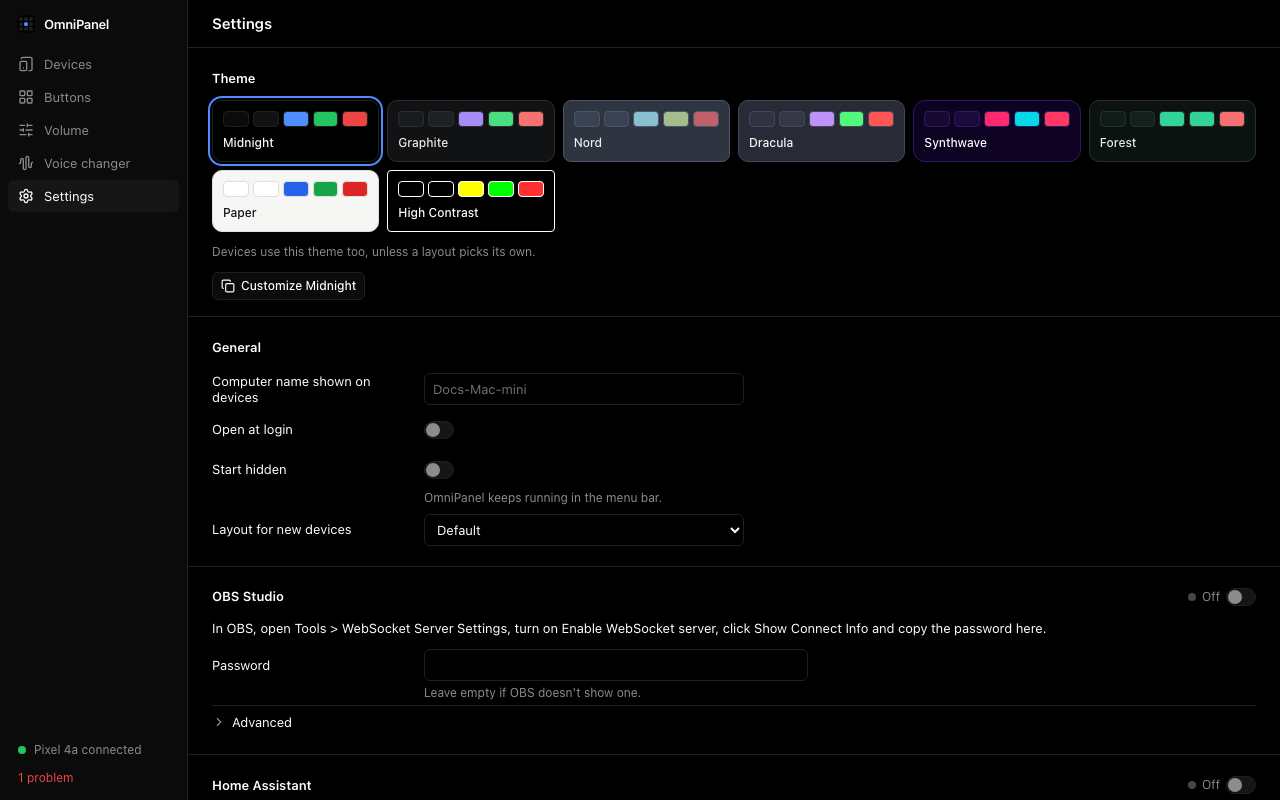 OmniPanel
Devices
Buttons
Volume
Voice changer
Settings
Pixel 4a connected
1 problem
Settings
Theme
Midnight
Graphite
Nord
Dracula
Synthwave
Forest
Paper
High Contrast
Devices use this theme too, unless a layout picks its own.
Customize Midnight
General
Computer name shown on
devices
Docs-Mac-mini
Open at login
Start hidden
OmniPanel keeps running in the menu bar.
Layout for new devices
Default
OBS Studio
Off
In OBS, open Tools > WebSocket Server Settings, turn on Enable WebSocket server, click Show Connect Info and copy the password here.
Password
Leave empty if OBS doesn't show one.
Advanced
Home Assistant
Off